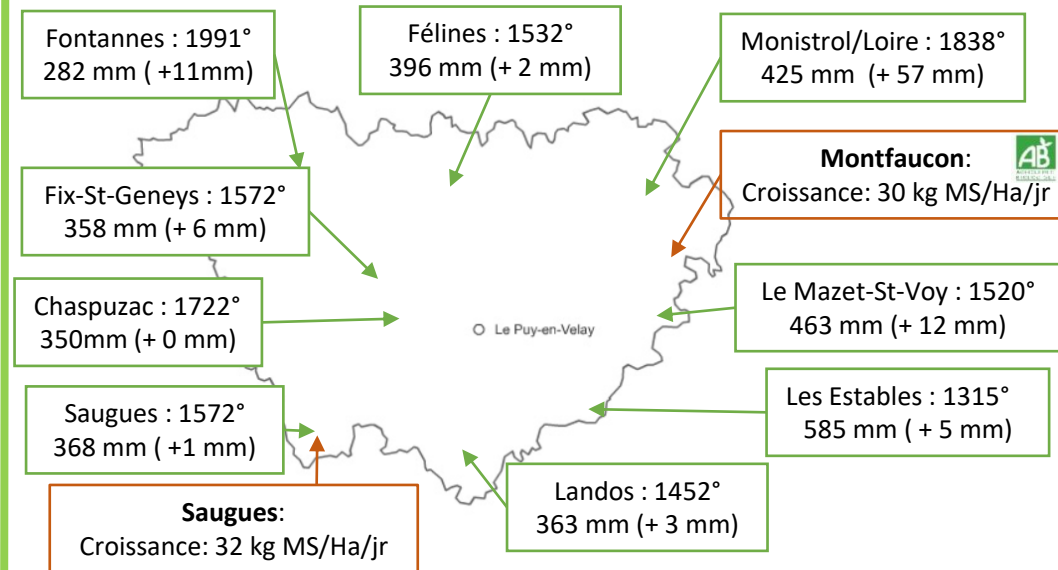 Fontannes : 1991°
282 mm ( +11mm)
Félines : 1532°
396 mm (+ 2 mm)
Monistrol/Loire : 1838°
425 mm (+ 57 mm)
Montfaucon:
Croissance: 30 kg MS/Ha/jr
AB
Fix-St-Geneys : 1572°
358 mm (+ 6 mm)
Chaspuzac : 1722°
350mm (+ 0 mm)
Le Puy-en-Velay
Le Mazet-St-Voy : 1520°
463 mm (+ 12 mm)
Saugues : 1572°
368 mm ( +1 mm)
Les Estables : 1315°
585 mm ( + 5 mm)
Landos : 1452°
363 mm (+ 3 mm)
Saugues:
Croissance: 32 kg MS/Ha/jr